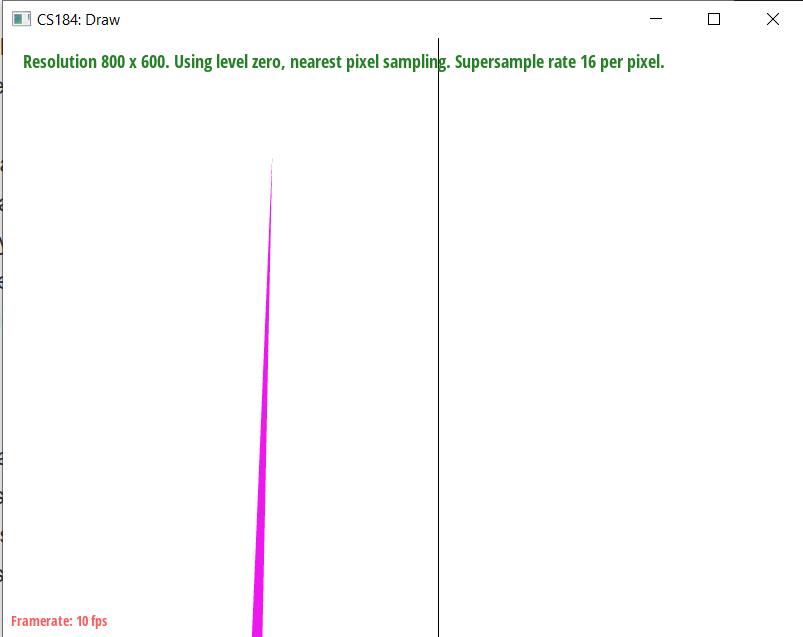 CS184: Draw
Resolution 800 x 600. Using level zero, nearest pixel sampling. Supersample rate 16 per pixel.
Framerate: 10 fps